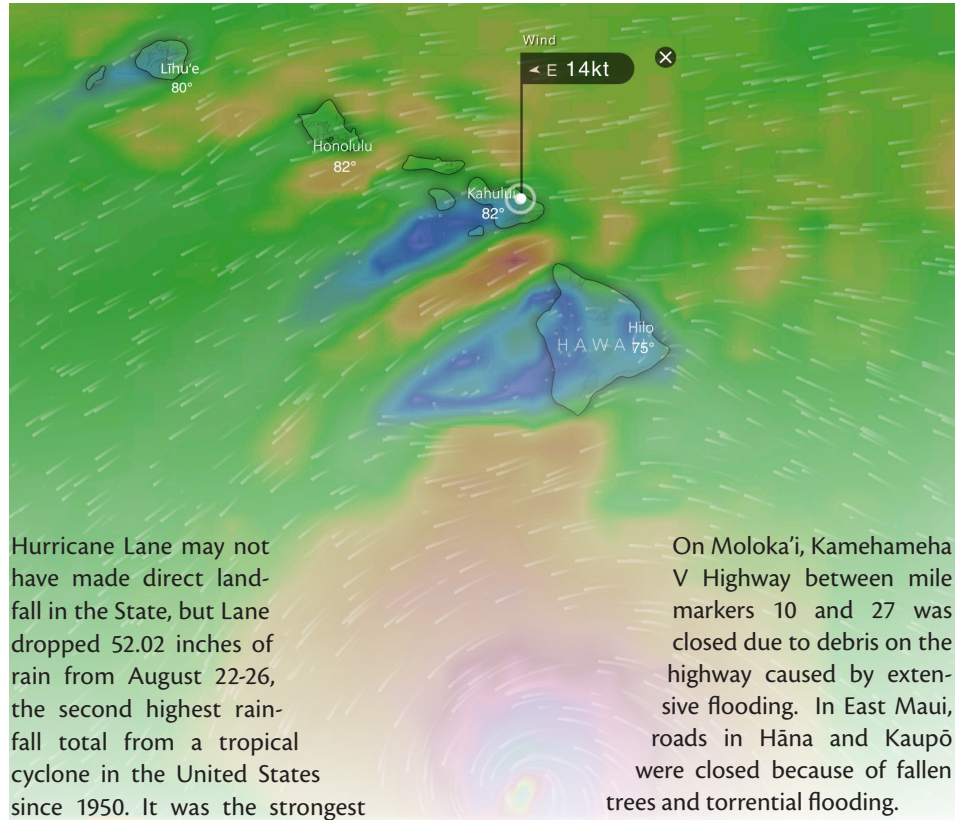 Wind
E 14kt
Līhu'e
80°
Honolulu
82°
Kahului
82°
Hilo
HAWAII
75°
Hurricane Lane may not
have made direct land-
fall in the State, but Lane
dropped 52.02 inches of
rain from August 22-26,
the second highest rain-
fall total from a tropical
cyclone in the United States
since 1950. It was the strongest
On Moloka'i, Kamehameha
V Highway between mile
markers 10 and 27 was
closed due to debris on the
highway caused by exten-
sive flooding. In East Maui,
roads in Hāna and Kaupō
were closed because of fallen
trees and torrential flooding.